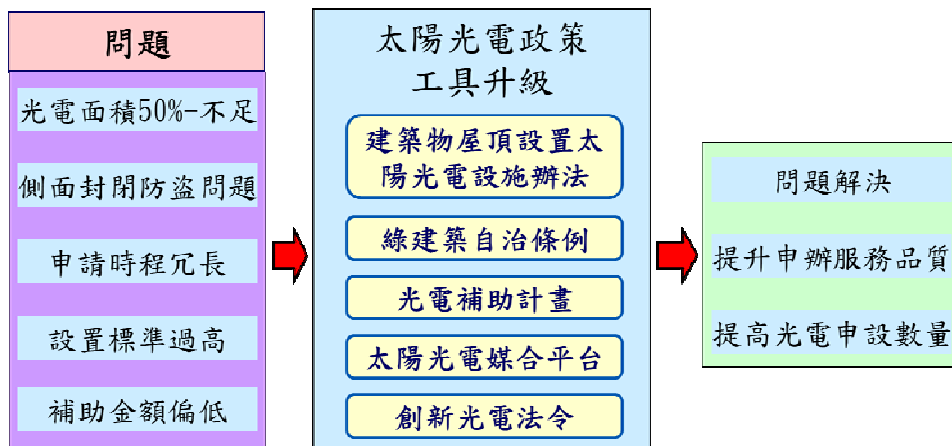 問題
光電面積50%-不足
側面封閉防盜問題
申請時程冗長
設置標準過高
補助金額偏低
太陽光電政策
工具升級
建築物屋頂設置太
陽光電設施辦法
綠建築自治條例
光電補助計畫
太陽光電媒合平台
創新光電法令
問題解決
提升申辦服務品質
提高光電申設數量